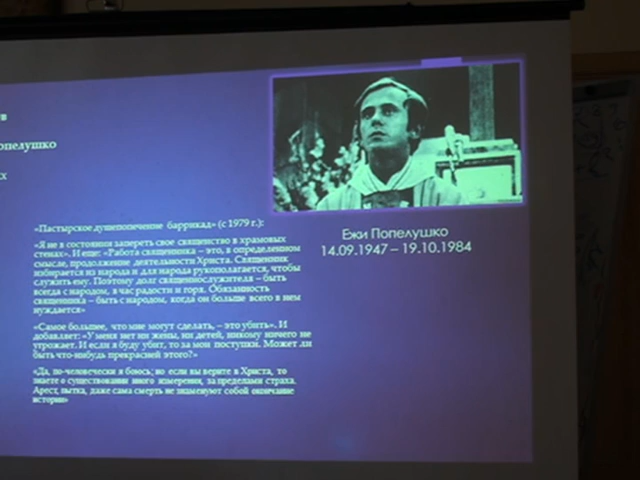 опелушко
«Пастырское душепопечение баррикад» (с 1979 г.):
«Я не в состоянии запереть свое священство в храмовых
стенах». И еще: «Работа священника – это, в определенном
смысле, продолжение деятельности Христа. Священник
избирается из народа и для народа рукополагается, чтобы
служить ему. Поэтому долг священнослужителя – быть
всегда с народом, в час радости и горя. Обязанность
священника – быть с народом, когда он больше всего в нем
нуждается»
«Самое большее, что мне могут сделать, – это убить». И
добавляет: «У меня нет ни жены, ни детей, никому ничего не
угрожает. И если я буду убит, то за мои поступки. Может ли
быть что-нибудь прекрасней этого?»
«Да, по-человечески я боюсь; но если вы верите в Христа, то
знаете о существовании иного измерения, за пределами страха.
Арест, пытка, даже сама смерть не знаменуют собой окончание
истории»
Ежи Попелушко
14.09.1947 – 19.10.1984